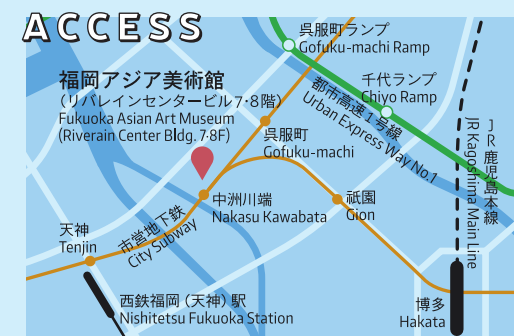 ACCESS
呉服町ランプ
Gofuku-machi Ramp
福岡アジア美術館
（リバレインセンタービル7・8階）
Fukuoka Asian Art Museum
(Riverain Center Bldg. 7·8F)
千代ランプ
Chiyo Ramp
都市高速1号線
Urban Express Way No.1
JR鹿児島本線
JR Kagoshima Main Line
呉服町
Gofuku-machi
中洲川端
Nakasu Kawabata
祇園
Gion
天神
Tenjin
市営地下鉄
City Subway
西鉄福岡（天神）駅
Nishitetsu Fukuoka Station
博多
Hakata